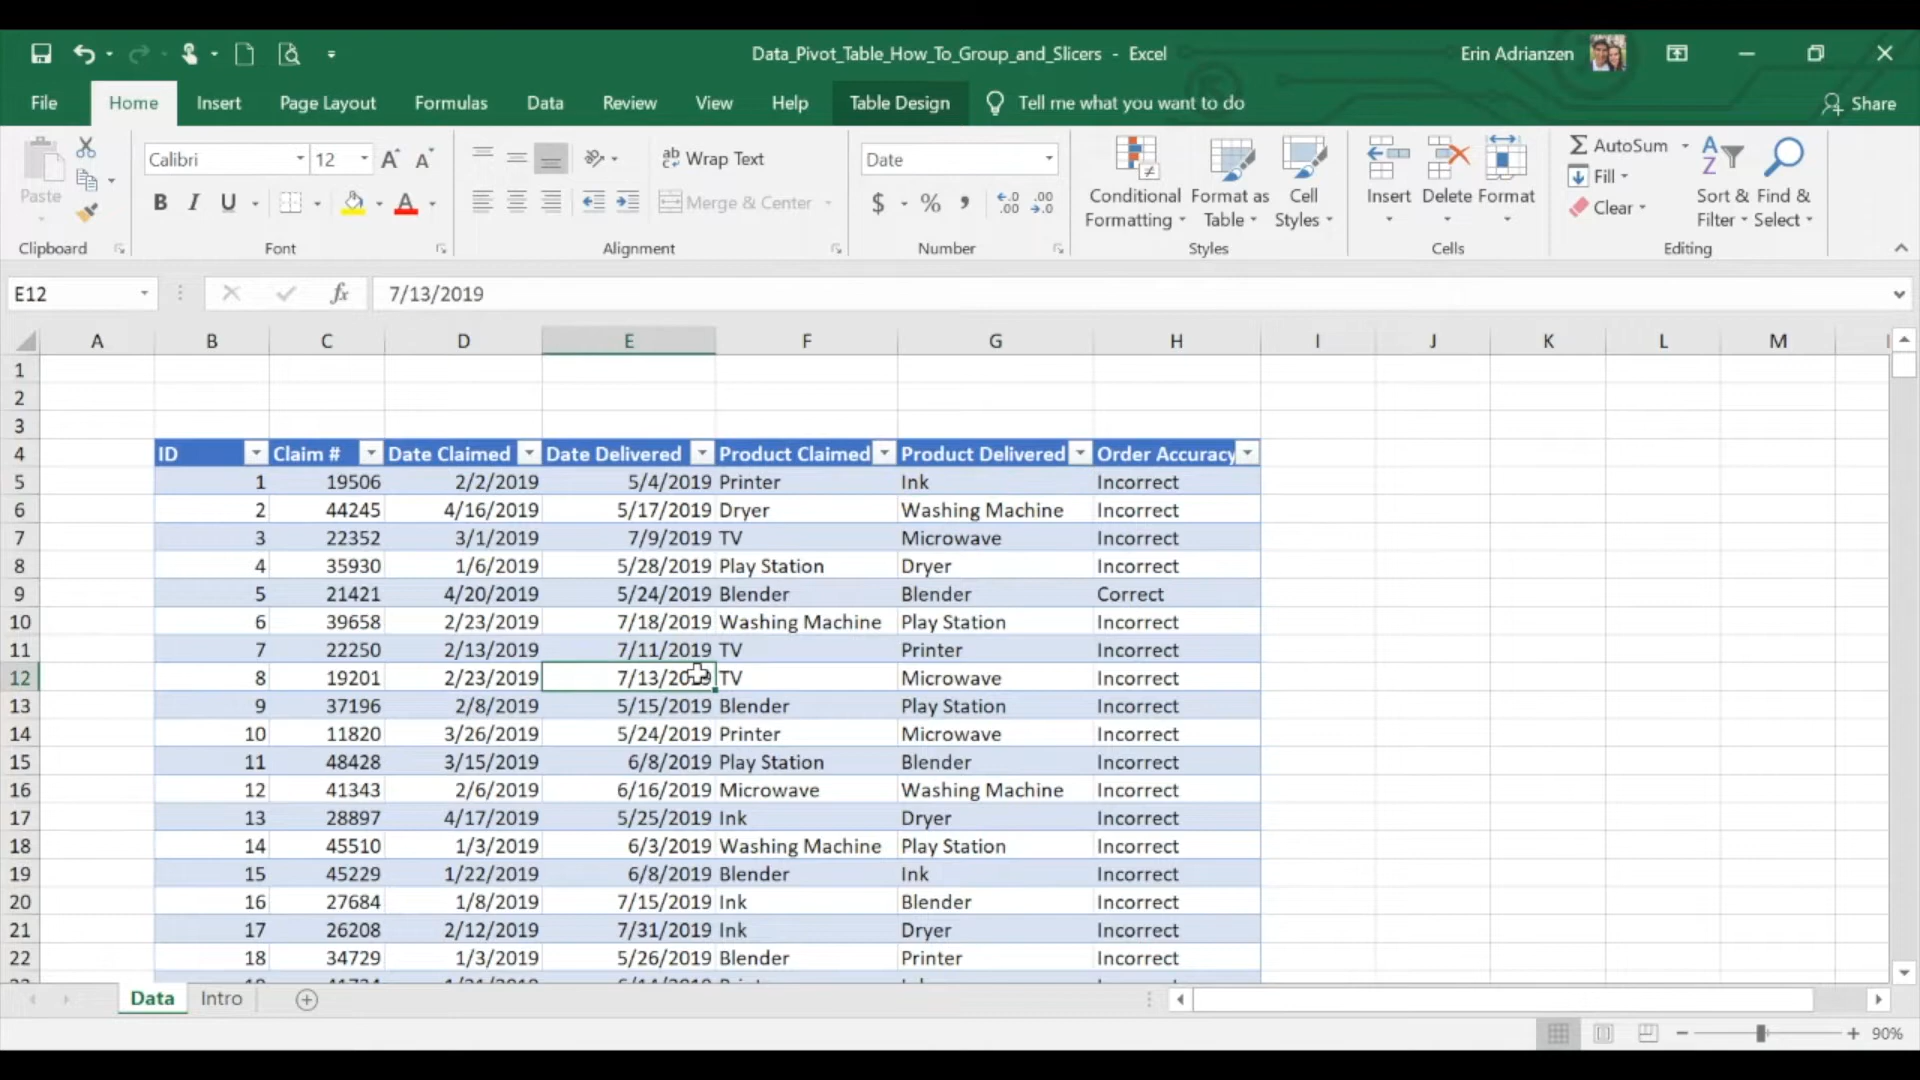 Data_Pivot_Table_How_To_Group_and_Slicers - Excel
Erin Adrianzen
File Home Insert Page Layout Formulas Data Review View Help Table Design Tell me what you want to do Share
Paste
Calibri 12
Wrap Text
Date
Conditional Formatting
Format as Table
Cell Styles
Insert Delete Format
AutoSum
Fill
Clear
Sort & Filter
Find & Select
B I U
Merge & Center
$ % ,
Clipboard Font Alignment Number Styles Cells Editing
E12 fx 7/13/2019
A B C D E F G H I J K L M
1
2
3
4 ID Claim # Date Claimed Date Delivered Product Claimed Product Delivered Order Accuracy
5 1 19506 2/2/2019 5/4/2019 Printer Ink Incorrect
6 2 44245 4/16/2019 5/17/2019 Dryer Washing Machine Incorrect
7 3 22352 3/1/2019 7/9/2019 TV Microwave Incorrect
8 4 35930 1/6/2019 5/28/2019 Play Station Dryer Incorrect
9 5 21421 4/20/2019 5/24/2019 Blender Blender Correct
10 6 39658 2/23/2019 7/18/2019 Washing Machine Play Station Incorrect
11 7 22250 2/13/2019 7/11/2019 TV Printer Incorrect
12 8 19201 2/23/2019 7/13/2019 TV Microwave Incorrect
13 9 37196 2/8/2019 5/15/2019 Blender Play Station Incorrect
14 10 11820 3/26/2019 5/24/2019 Printer Microwave Incorrect
15 11 48428 3/15/2019 6/8/2019 Play Station Blender Incorrect
16 12 41343 2/6/2019 6/16/2019 Microwave Washing Machine Incorrect
17 13 28897 4/17/2019 5/25/2019 Ink Dryer Incorrect
18 14 45510 1/3/2019 6/3/2019 Washing Machine Play Station Incorrect
19 15 45229 1/22/2019 6/8/2019 Blender Ink Incorrect
20 16 27684 1/8/2019 7/15/2019 Ink Blender Incorrect
21 17 26208 2/12/2019 7/31/2019 Ink Dryer Incorrect
22 18 34729 1/3/2019 5/26/2019 Blender Printer Incorrect
Data Intro
90%